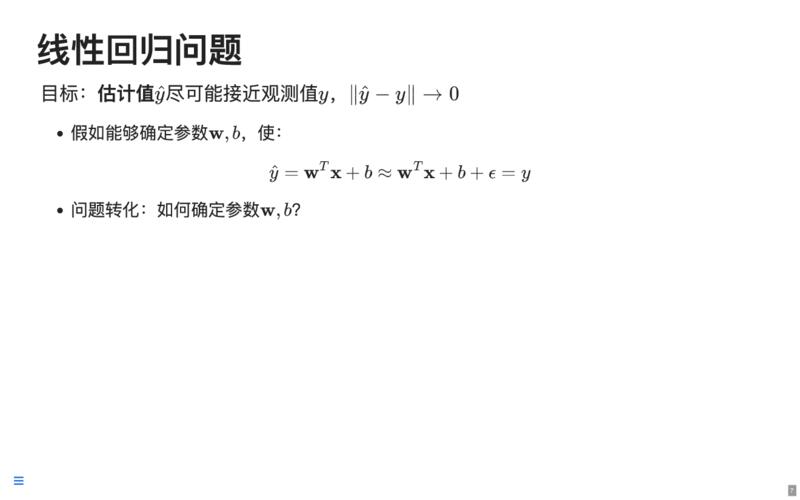 线性回归问题
目标：估计值$\hat{y}$尽可能接近观测值$y$，$\|\hat{y} - y\| \to 0$
• 假如能够确定参数$\mathbf{w}, b$，使：
$\hat{y} = \mathbf{w}^T\mathbf{x} + b \approx \mathbf{w}^T\mathbf{x} + b + \epsilon = y$
• 问题转化：如何确定参数$\mathbf{w}, b$?
7